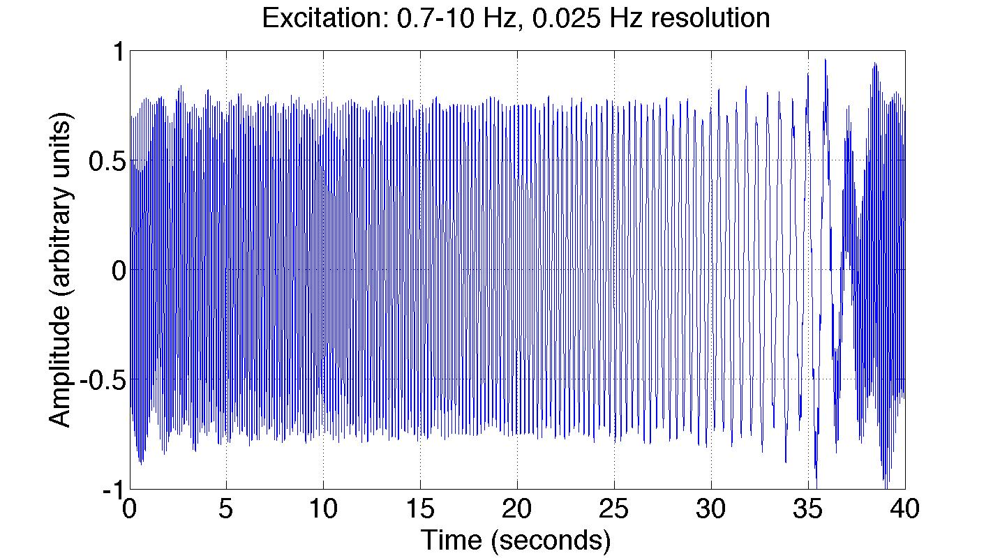 Excitation: 0.7-10 Hz, 0.025 Hz resolution
1
0.5
0
-0.5
-1
Amplitude (arbitrary units)
0 5 10 15 20 25 30 35 40
Time (seconds)